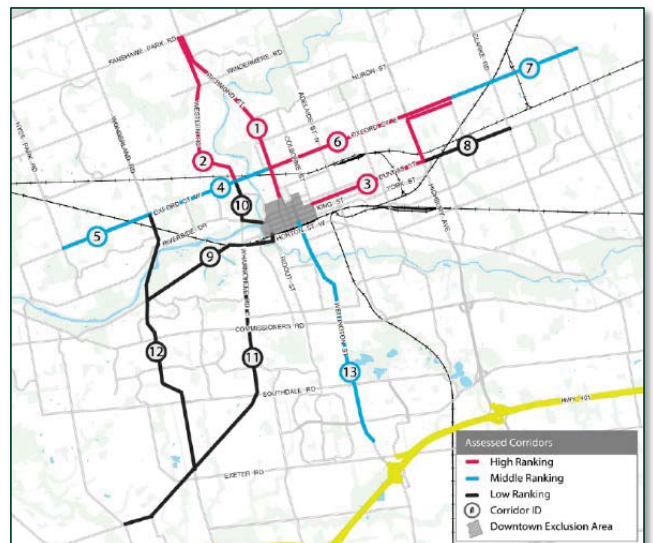 FANSHAWE PARK RD
WINDERMERE RD
RICHMOND ST
HURON ST
CLARKE RD
7
ADELAIDE ST N
HYDE PARK RD
WONDERLAND RD
WESTERN RD
1
COLBORNE ST
6
OXFORD ST E
8
2
DUNDAS ST
4
3
YORK ST
KING ST
HIGHBURY AVE
OXFORD ST W
10
5
RIVERSIDE DR
HORTON ST W
9
RIDOUT ST
WHARNCLIFFE RD S
WELLINGTON ST
COMMISSIONERS RD
12
11
13
SOUTHDALE RD
HWY 401
EXETER RD
Assessed Corridors
High Ranking
Middle Ranking
Low Ranking
# Corridor ID
Downtown Exclusion Area